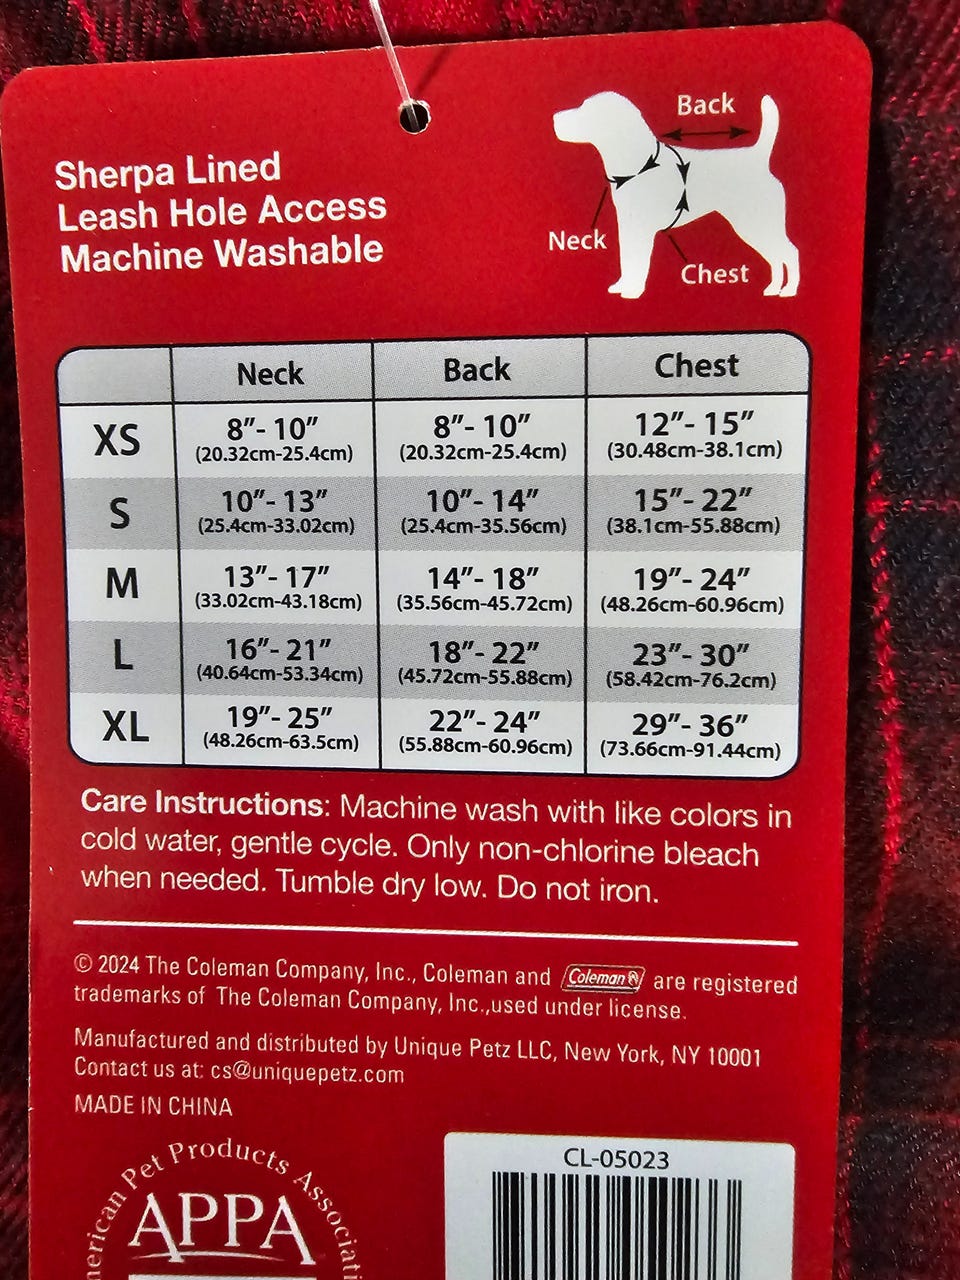 Back
Neck
Chest
Sherpa Lined
Leash Hole Access
Machine Washable
Neck Back Chest
XS 8"- 10" 8"- 10" 12"- 15"
(20.32cm-25.4cm) (20.32cm-25.4cm) (30.48cm-38.1cm)
S 10"- 13" 10"- 14" 15"- 22"
(25.4cm-33.02cm) (25.4cm-35.56cm) (38.1cm-55.88cm)
M 13"- 17" 14"- 18" 19"- 24"
(33.02cm-43.18cm) (35.56cm-45.72cm) (48.26cm-60.96cm)
L 16"- 21" 18"- 22" 23"- 30"
(40.64cm-53.34cm) (45.72cm-55.88cm) (58.42cm-76.2cm)
XL 19"- 25" 22"- 24" 29"- 36"
(48.26cm-63.5cm) (55.88cm-60.96cm) (73.66cm-91.44cm)
Care Instructions: Machine wash with like colors in
cold water, gentle cycle. Only non-chlorine bleach
when needed. Tumble dry low. Do not iron.
© 2024 The Coleman Company, Inc., Coleman and Coleman are registered
trademarks of The Coleman Company, Inc.,used under license.
Manufactured and distributed by Unique Petz LLC, New York, NY 10001
Contact us at: cs@uniquepetz.com
MADE IN CHINA
Pet Products
APPA
CL-05023